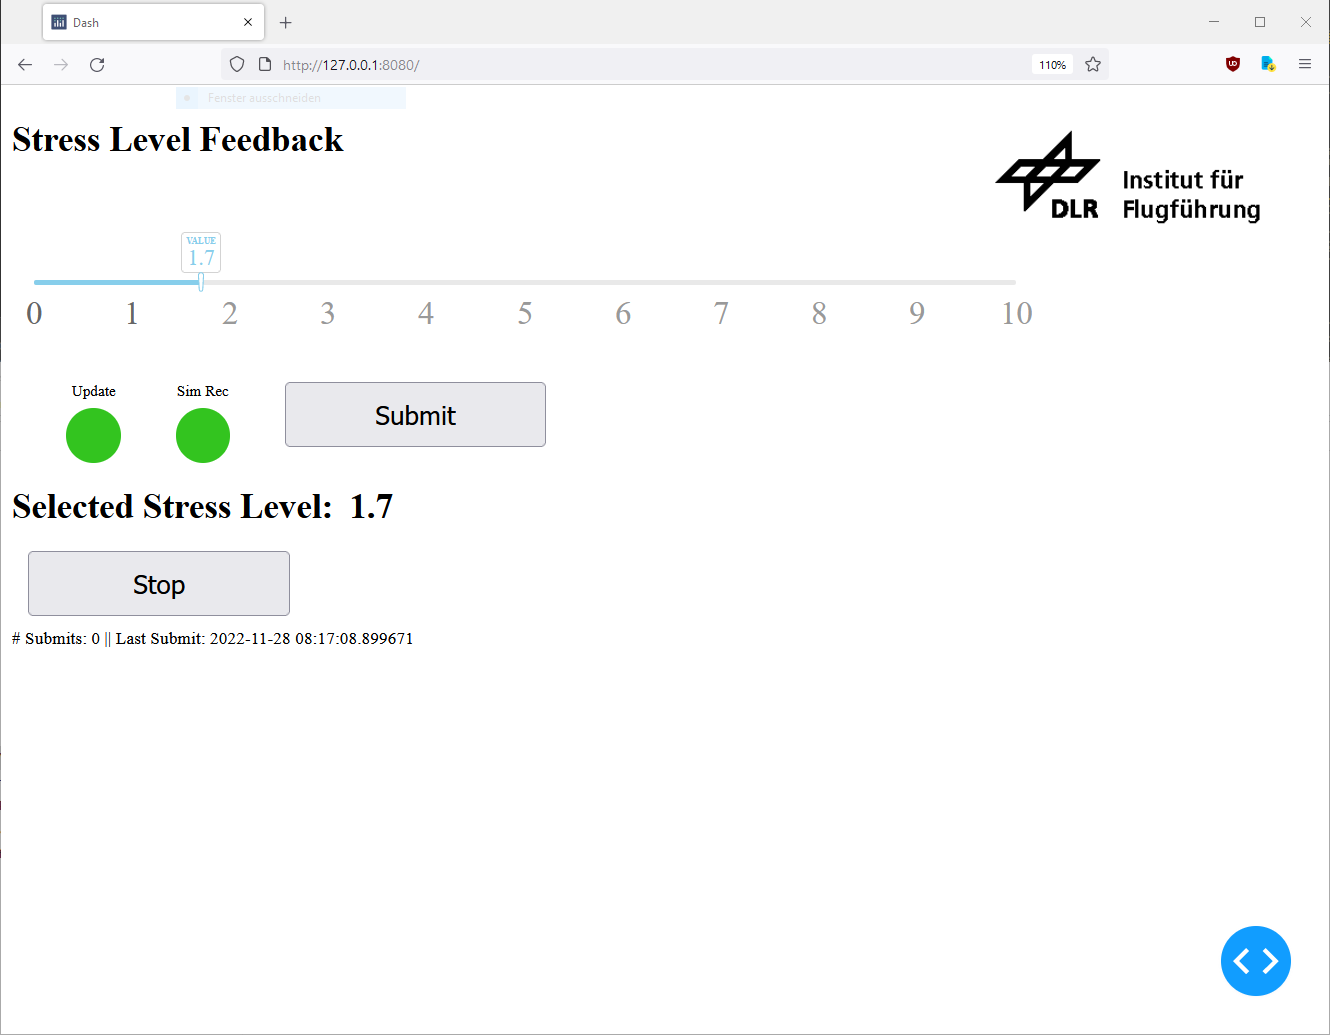 Dash
http://127.0.0.1:8080/
110%
Fenster ausschneiden
Stress Level Feedback
Institut für
DLR Flugführung
VALUE
1.7
0 1 2 3 4 5 6 7 8 9 10
Update Sim Rec
Submit
Selected Stress Level: 1.7
Stop
# Submits: 0 || Last Submit: 2022-11-28 08:17:08.899671